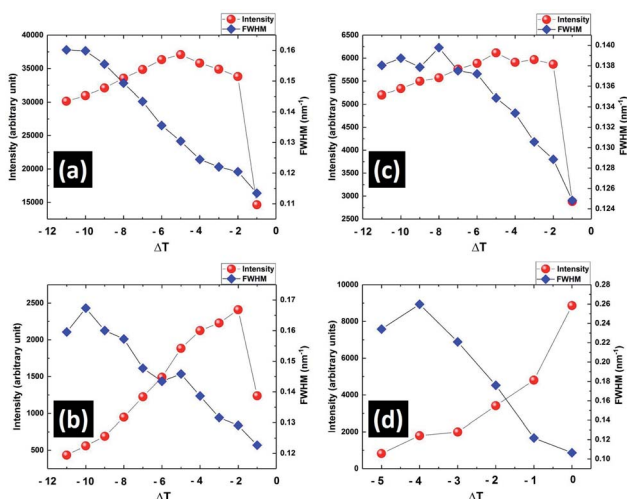 Intensity
FWHM
40000
35000
30000
25000
20000
15000
Intensity (arbitrary unit)
0.16
0.15
0.14
0.13
0.12
0.11
FWHM (nm⁻¹)
(a)
- 12 - 10 - 8 - 6 - 4 - 2 0
ΔT
Intensity
FWHM
6500
6000
5500
5000
4500
4000
3500
3000
2500
Intensity (arbitrary unit)
0.140
0.138
0.136
0.134
0.132
0.130
0.128
0.126
0.124
FWHM (nm⁻¹)
(c)
- 12 - 10 - 8 - 6 - 4 - 2 0
ΔT
Intensity
FWHM
2500
2000
1500
1000
500
Intensity (arbitrary unit)
0.17
0.16
0.15
0.14
0.13
0.12
FWHM (nm⁻¹)
(b)
- 12 - 10 - 8 - 6 - 4 - 2 0
ΔT
Intensity
FWHM
10000
8000
6000
4000
2000
0
Intensity (arbitrary units)
0.28
0.26
0.24
0.22
0.20
0.18
0.16
0.14
0.12
0.10
FWHM (nm⁻¹)
(d)
- 5 - 4 - 3 - 2 - 1 0
ΔT